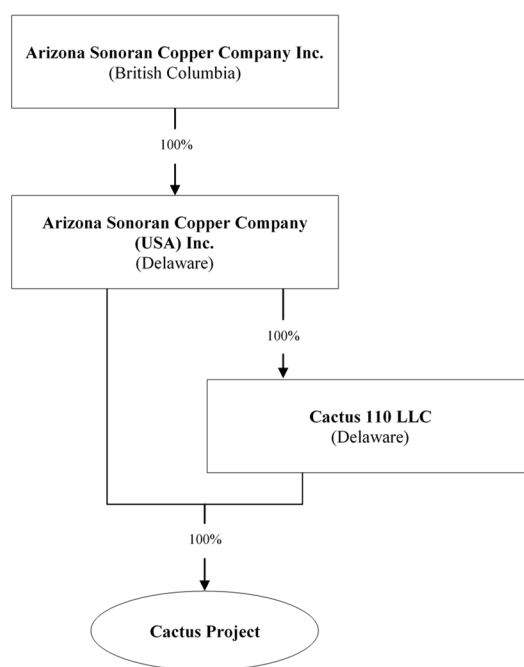 Arizona Sonoran Copper Company Inc.
(British Columbia)
100%
Arizona Sonoran Copper Company
(USA) Inc.
(Delaware)
100%
Cactus 110 LLC
(Delaware)
100%
Cactus Project